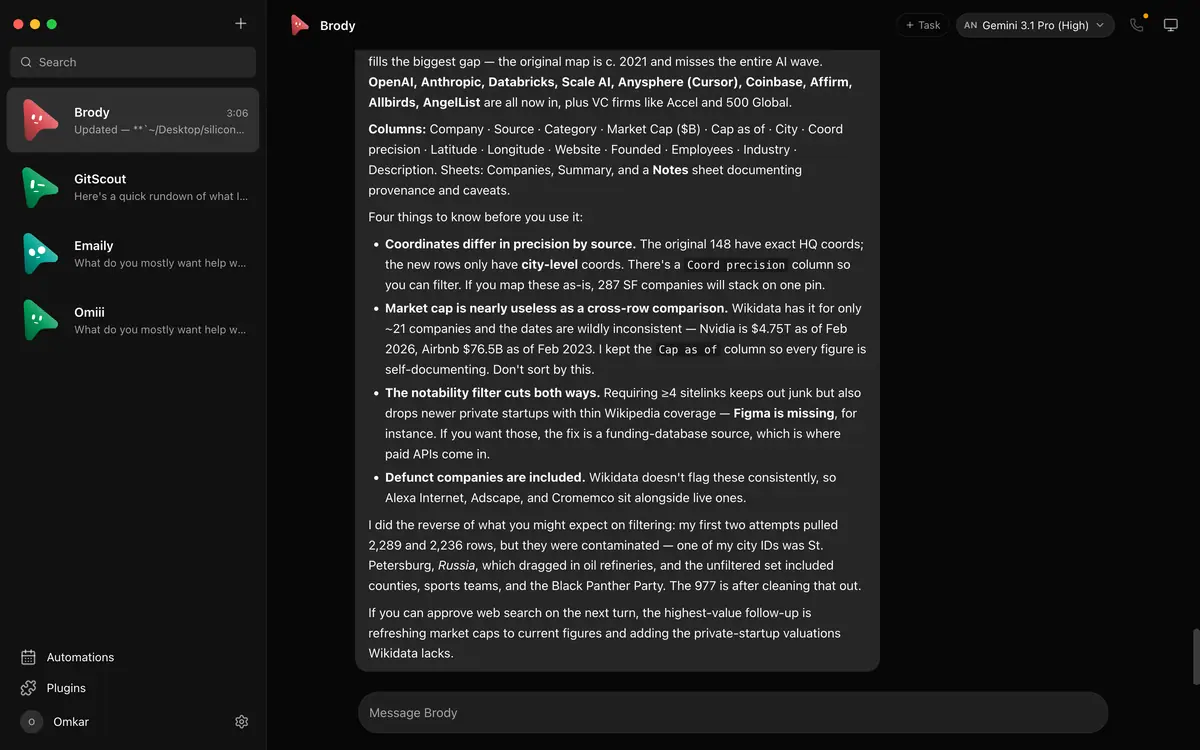 Search
Brody
3:06
Updated — **`~/Desktop/silicon...
GitScout
Here's a quick rundown of what I...
Emaily
What do you mostly want help w...
Omiii
What do you mostly want help w...
Automations
Plugins
O
Omkar
Brody
+ Task
AN Gemini 3.1 Pro (High)
fills the biggest gap — the original map is c. 2021 and misses the entire AI wave.
OpenAI, Anthropic, Databricks, Scale AI, Anysphere (Cursor), Coinbase, Affirm,
Allbirds, AngelList are all now in, plus VC firms like Accel and 500 Global.
Columns: Company · Source · Category · Market Cap ($B) · Cap as of · City · Coord
precision · Latitude · Longitude · Website · Founded · Employees · Industry ·
Description. Sheets: Companies, Summary, and a Notes sheet documenting
provenance and caveats.
Four things to know before you use it:
• Coordinates differ in precision by source. The original 148 have exact HQ coords;
the new rows only have city-level coords. There's a Coord precision column so
you can filter. If you map these as-is, 287 SF companies will stack on one pin.
• Market cap is nearly useless as a cross-row comparison. Wikidata has it for only
~21 companies and the dates are wildly inconsistent — Nvidia is $4.75T as of Feb
2026, Airbnb $76.5B as of Feb 2023. I kept the Cap as of column so every figure is
self-documenting. Don't sort by this.
• The notability filter cuts both ways. Requiring ≥4 sitelinks keeps out junk but also
drops newer private startups with thin Wikipedia coverage — Figma is missing, for
instance. If you want those, the fix is a funding-database source, which is where
paid APIs come in.
• Defunct companies are included. Wikidata doesn't flag these consistently, so
Alexa Internet, Adscape, and Cromemco sit alongside live ones.
I did the reverse of what you might expect on filtering: my first two attempts pulled
2,289 and 2,236 rows, but they were contaminated — one of my city IDs was St.
Petersburg, Russia, which dragged in oil refineries, and the unfiltered set included
counties, sports teams, and the Black Panther Party. The 977 is after cleaning that out.
If you can approve web search on the next turn, the highest-value follow-up is
refreshing market caps to current figures and adding the private-startup valuations
Wikidata lacks.
Message Brody